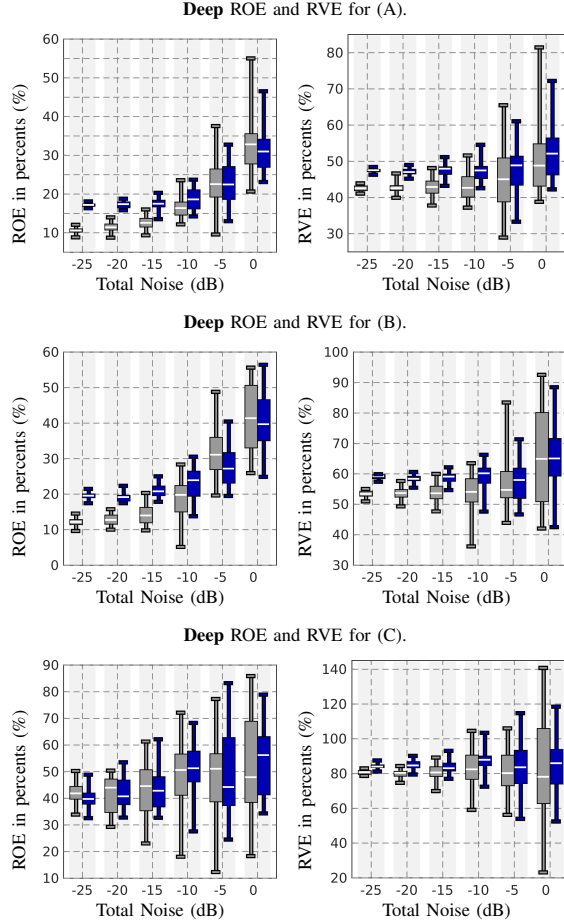 Deep ROE and RVE for (A).
ROE in percents (%)
60
50
40
30
20
10
-25 -20 -15 -10 -5 0
Total Noise (dB)
RVE in percents (%)
80
70
60
50
40
30
-25 -20 -15 -10 -5 0
Total Noise (dB)
Deep ROE and RVE for (B).
ROE in percents (%)
60
50
40
30
20
10
0
-25 -20 -15 -10 -5 0
Total Noise (dB)
RVE in percents (%)
100
90
80
70
60
50
40
30
-25 -20 -15 -10 -5 0
Total Noise (dB)
Deep ROE and RVE for (C).
ROE in percents (%)
90
80
70
60
50
40
30
20
10
-25 -20 -15 -10 -5 0
Total Noise (dB)
RVE in percents (%)
140
120
100
80
60
40
20
-25 -20 -15 -10 -5 0
Total Noise (dB)